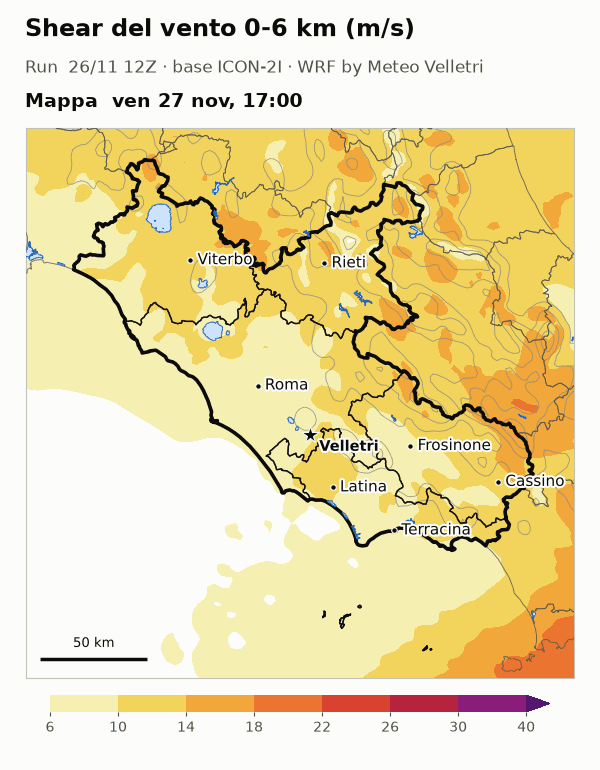 Shear del vento 0-6 km (m/s)
Run  26/11 12Z · base ICON-2I · WRF by Meteo Velletri
Mappa  ven 27 nov, 17:00
Viterbo
Rieti
Roma
Velletri
Frosinone
Cassino
Latina
Terracina
50 km
6 10 14 18 22 26 30 40